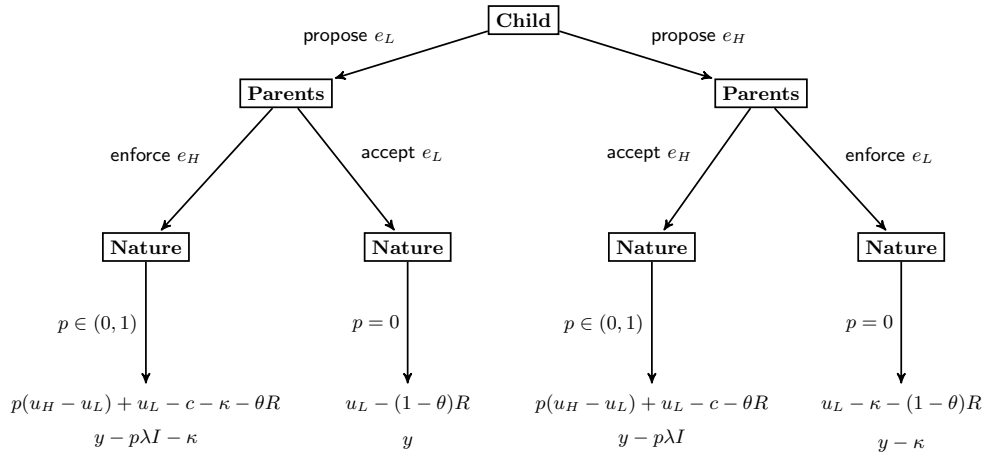 Child
propose e_L
propose e_H
Parents
Parents
enforce e_H
accept e_L
accept e_H
enforce e_L
Nature
Nature
Nature
Nature
p ∈ (0, 1)
p = 0
p ∈ (0, 1)
p = 0
p(u_H − u_L) + u_L − c − κ − θR
u_L − (1 − θ)R
p(u_H − u_L) + u_L − c − θR
u_L − κ − (1 − θ)R
y − pλI − κ
y
y − pλI
y − κ